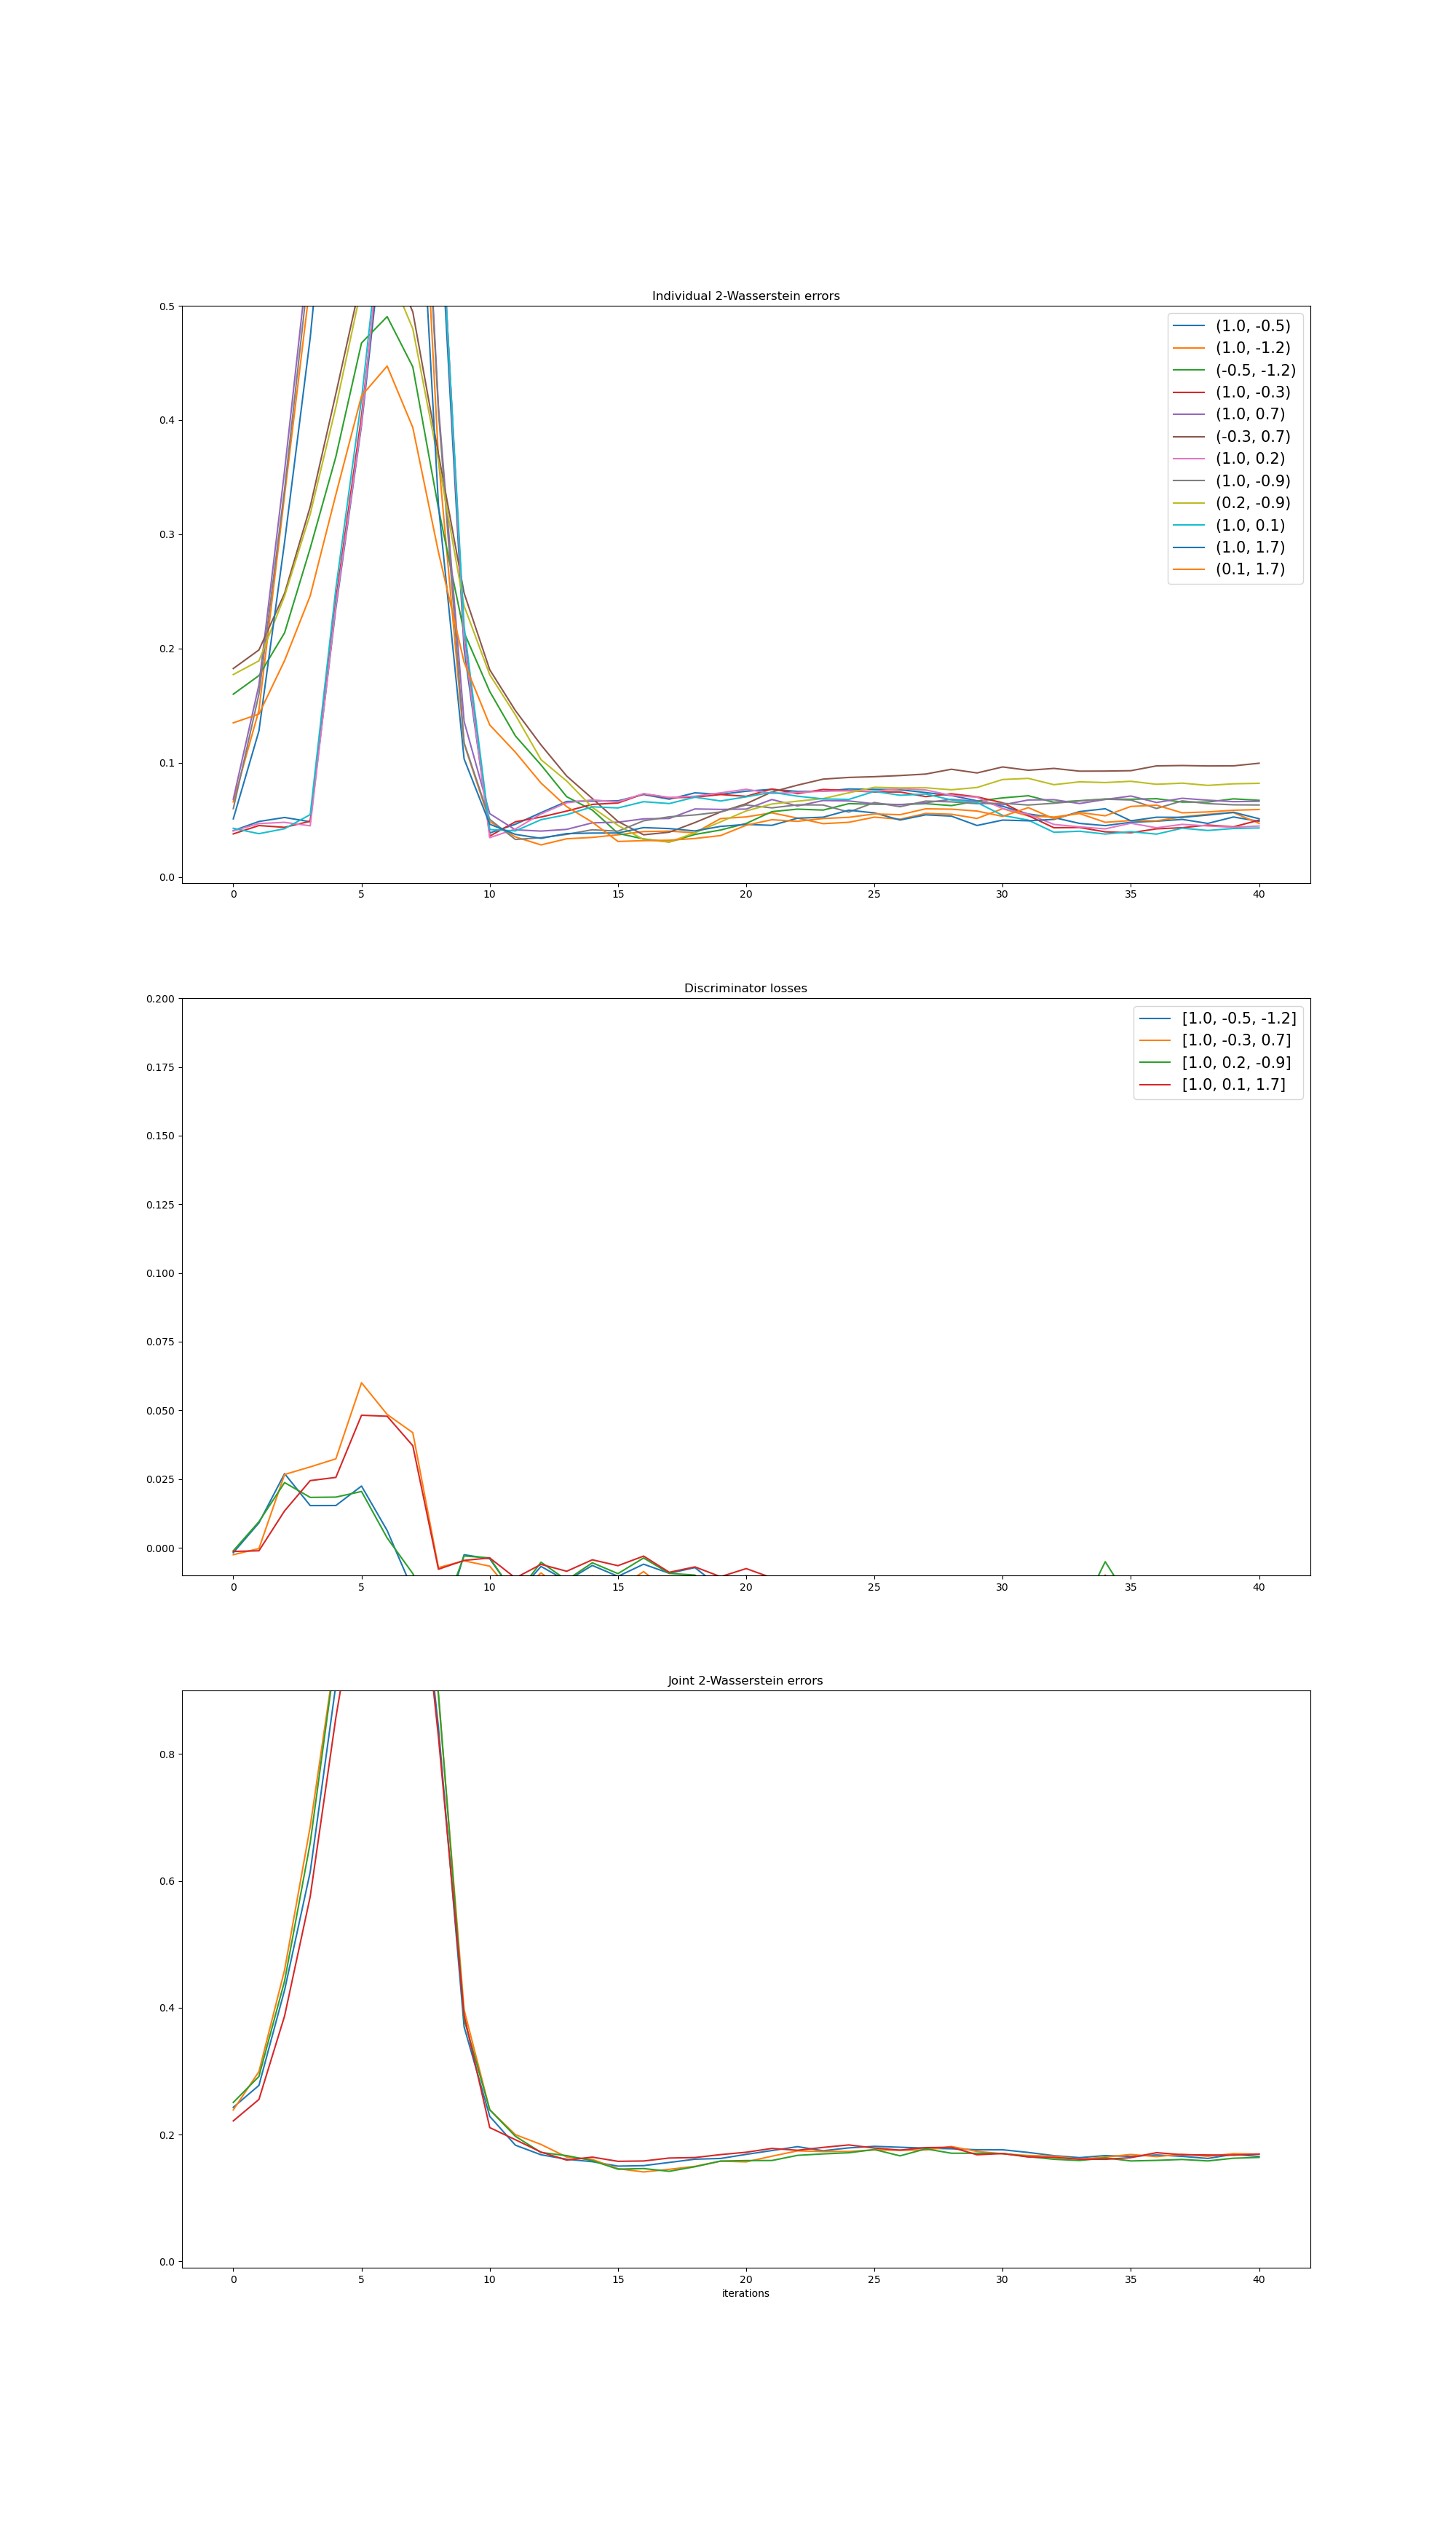 Individual 2-Wasserstein errors
0.5
0.4
0.3
0.2
0.1
0.0
0 5 10 15 20 25 30 35 40
(1.0, -0.5)
(1.0, -1.2)
(-0.5, -1.2)
(1.0, -0.3)
(1.0, 0.7)
(-0.3, 0.7)
(1.0, 0.2)
(1.0, -0.9)
(0.2, -0.9)
(1.0, 0.1)
(1.0, 1.7)
(0.1, 1.7)
Discriminator losses
0.200
0.175
0.150
0.125
0.100
0.075
0.050
0.025
0.000
0 5 10 15 20 25 30 35 40
[1.0, -0.5, -1.2]
[1.0, -0.3, 0.7]
[1.0, 0.2, -0.9]
[1.0, 0.1, 1.7]
Joint 2-Wasserstein errors
0.8
0.6
0.4
0.2
0.0
0 5 10 15 20 25 30 35 40
iterations